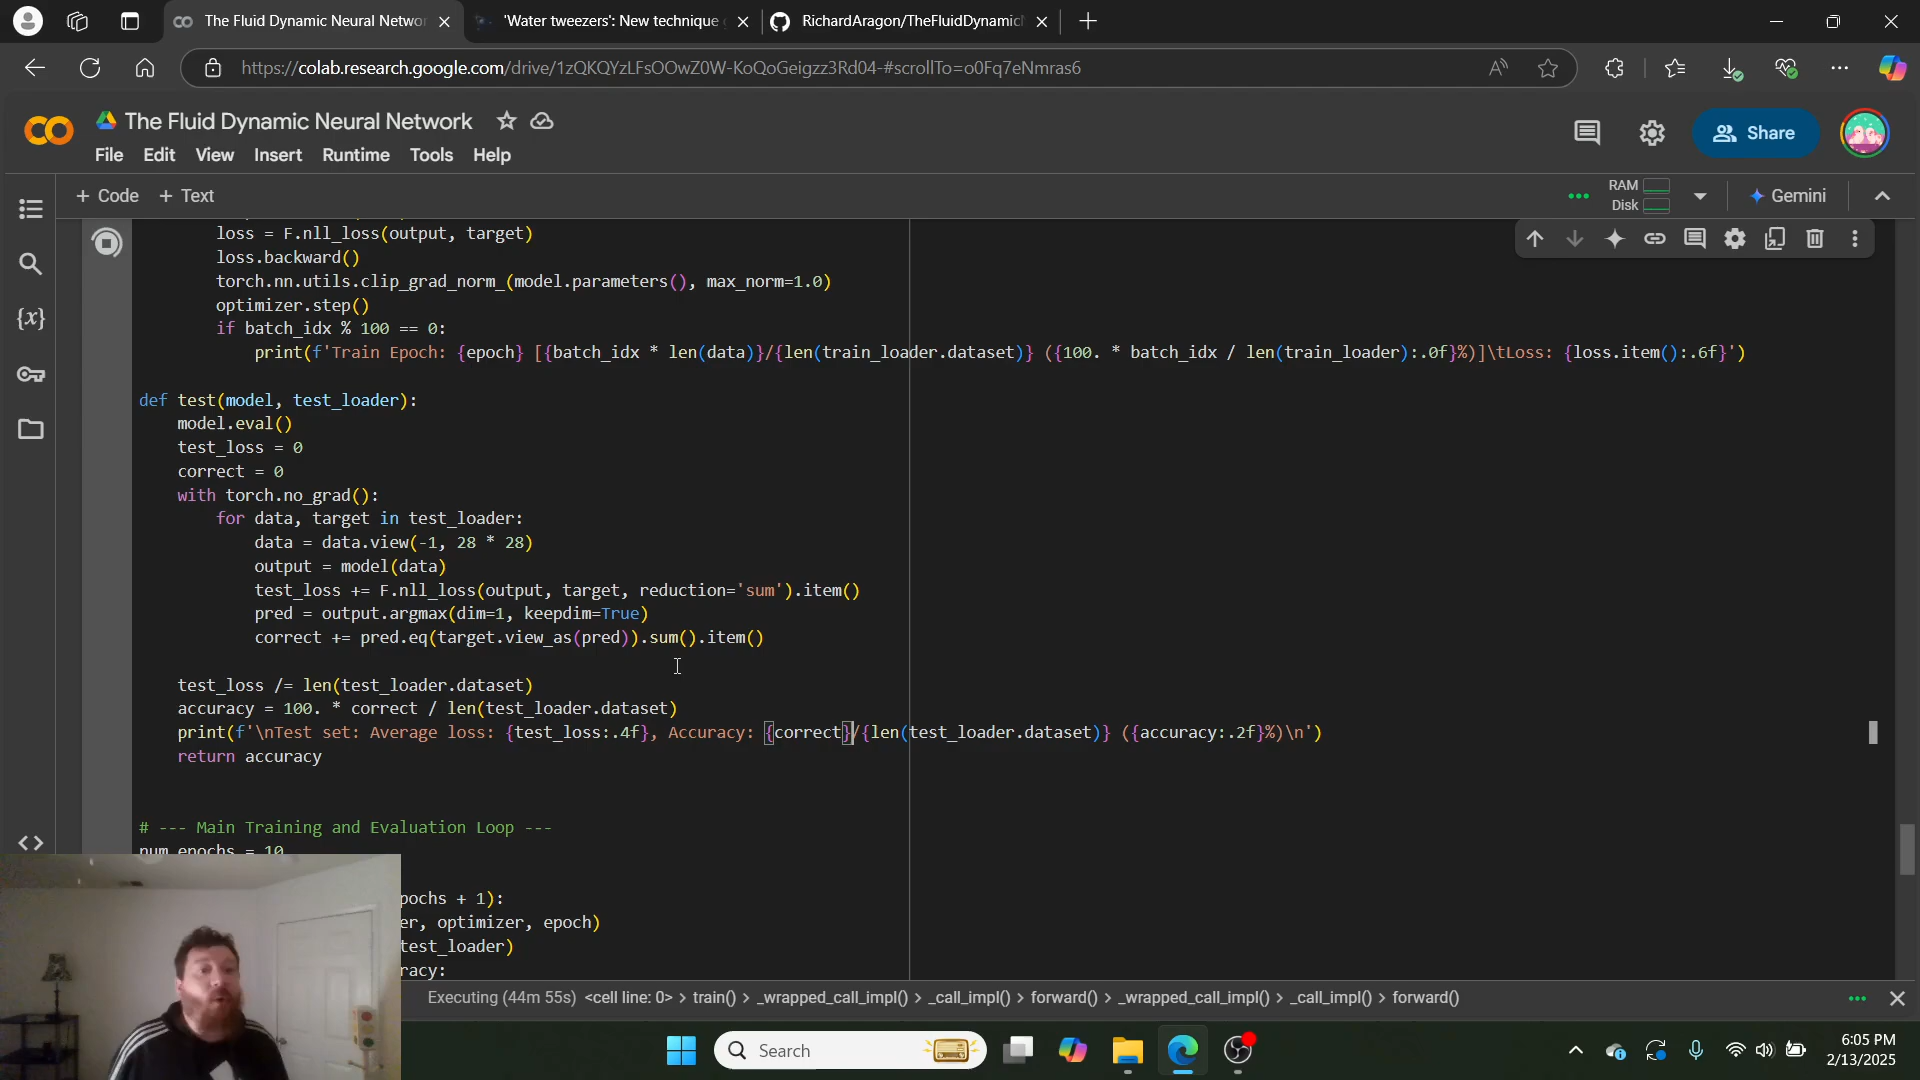 The Fluid Dynamic Neural Netwo
'Water tweezers': New technique
RichardAragon/TheFluidDynamic
https://colab.research.google.com/drive/1zQKQYzLFsOOwZ0W-KoQoGeigzz3Rd04-#scrollTo=o0Fq7eNmras6
The Fluid Dynamic Neural Network
File Edit View Insert Runtime Tools Help
Share
+ Code + Text
RAM
Disk
Gemini
loss = F.nll_loss(output, target)
loss.backward()
torch.nn.utils.clip_grad_norm_(model.parameters(), max_norm=1.0)
optimizer.step()
if batch_idx % 100 == 0:
print(f'Train Epoch: {epoch} [{batch_idx * len(data)}/{len(train_loader.dataset)} ({100. * batch_idx / len(train_loader):.0f}%)]\tLoss: {loss.item():.6f}')
def test(model, test_loader):
model.eval()
test_loss = 0
correct = 0
with torch.no_grad():
for data, target in test_loader:
data = data.view(-1, 28 * 28)
output = model(data)
test_loss += F.nll_loss(output, target, reduction='sum').item()
pred = output.argmax(dim=1, keepdim=True)
correct += pred.eq(target.view_as(pred)).sum().item()
test_loss /= len(test_loader.dataset)
accuracy = 100. * correct / len(test_loader.dataset)
print(f'\nTest set: Average loss: {test_loss:.4f}, Accuracy: {correct}/{len(test_loader.dataset)} ({accuracy:.2f}%)\n')
return accuracy
# --- Main Training and Evaluation Loop ---
num_epochs = 10
pochs + 1):
er, optimizer, epoch)
test_loader)
racy:
Executing (44m 55s) <cell line: 0> > train() > _wrapped_call_impl() > _call_impl() > forward() > _wrapped_call_impl() > _call_impl() > forward()
Search
6:05 PM
2/13/2025